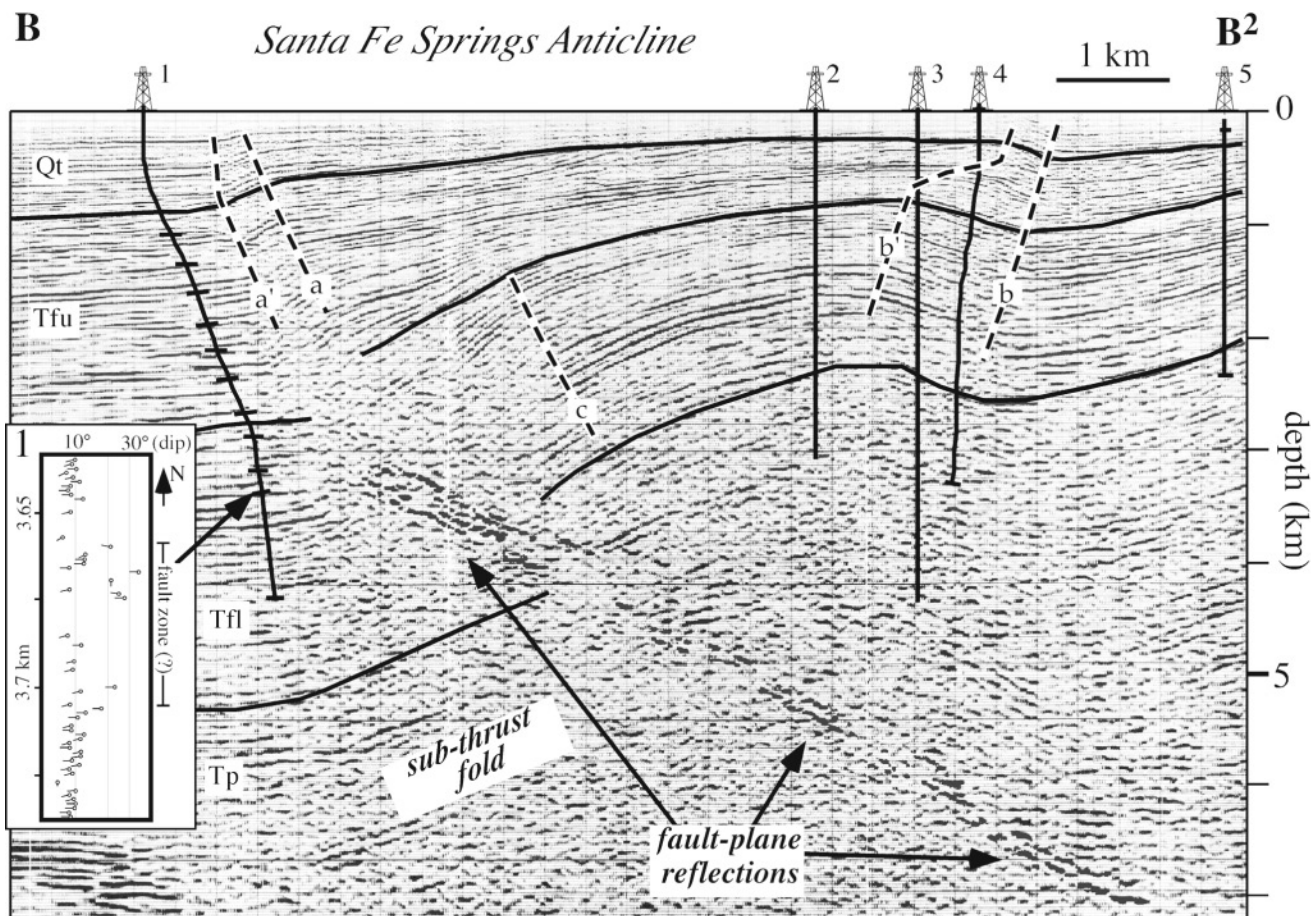 B
Santa Fe Springs Anticline
B²
1 km
1
2
3
4
5
0
Qt
a'
a
b'
b
Tfu
c
1
10°
30° (dip)
N
3.65
fault zone (?)
3.7 km
Tfl
depth (km)
5
sub-thrust
fold
Tp
fault-plane
reflections